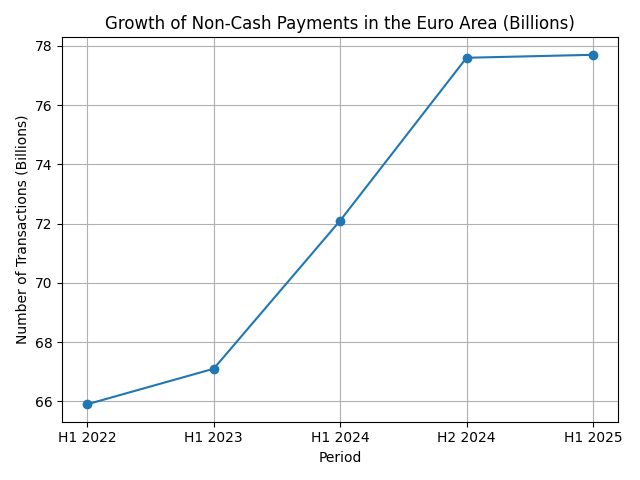 Growth of Non-Cash Payments in the Euro Area (Billions)
Number of Transactions (Billions)
78
76
74
72
70
68
66
H1 2022 H1 2023 H1 2024 H2 2024 H1 2025
Period